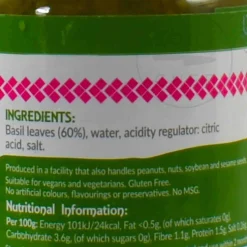 INGREDIENTS:
Basil leaves (60%), water, acidity regulator: citric
acid, salt.
Produced in a facility that also handles peanuts, nuts, soybean and sesame
Suitable for vegans and vegetarians. Gluten Free.
No artificial colours, flavourings or preservatives. No MSG.
Nutritional Information:
Per 100g: Energy 101kJ/24kcal, Fat <0.5g, (of which saturates 0g)
Carbohydrate 3.6g, (of which sugars 0g), Fibre 1.1g, Protein 1.5g,